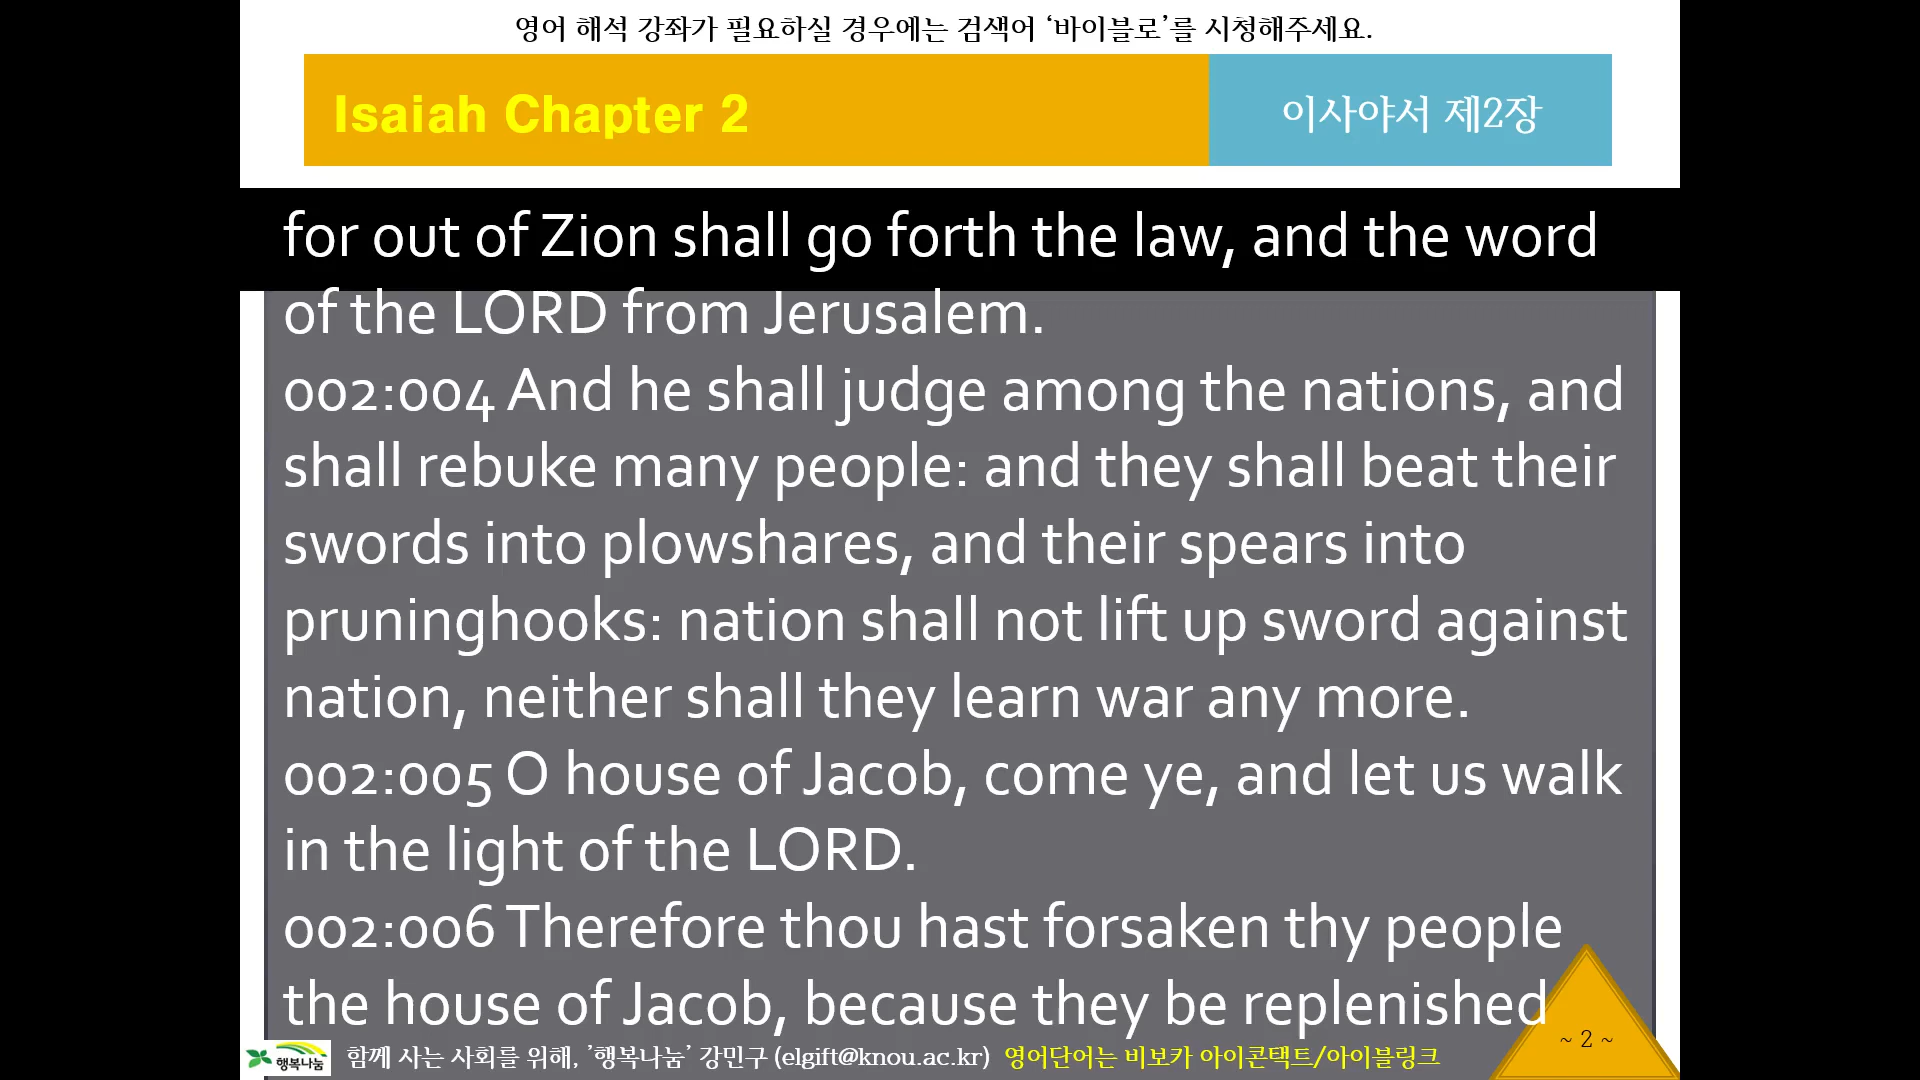 영어 해석 강좌가 필요하실 경우에는 검색어 ‘바이블로’를 시청해주세요.
Isaiah Chapter 2
이사야서 제2장
for out of Zion shall go forth the law, and the word
of the LORD from Jerusalem.
002:004 And he shall judge among the nations, and
shall rebuke many people: and they shall beat their
swords into plowshares, and their spears into
pruninghooks: nation shall not lift up sword against
nation, neither shall they learn war any more.
002:005 O house of Jacob, come ye, and let us walk
in the light of the LORD.
002:006 Therefore thou hast forsaken thy people
the house of Jacob, because they be replenished
~ 2 ~
행복나눔
함께 사는 사회를 위해, ’행복나눔’ 강민구 (elgift@knou.ac.kr) 영어단어는 비보카 아이콘택트/아이블링크